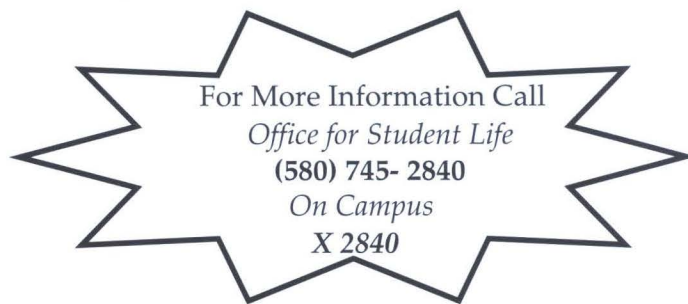 For More Information Call
Office for Student Life
(580) 745- 2840
On Campus
X 2840